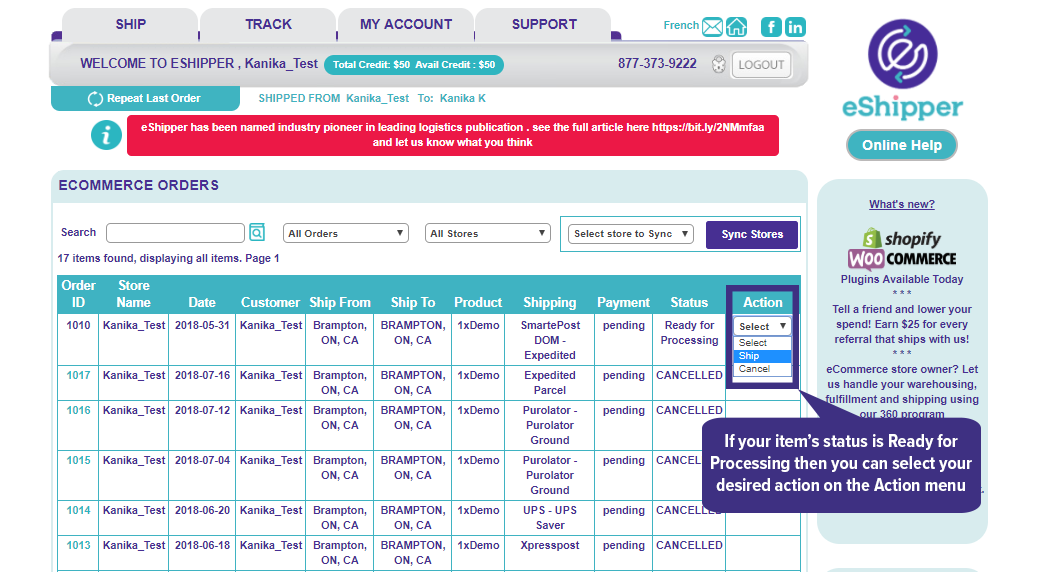 SHIP
TRACK
MY ACCOUNT
SUPPORT
French
WELCOME TO ESHIPPER , Kanika_Test
Total Credit: $50 Avail Credit : $50
877-373-9222
LOGOUT
Repeat Last Order
SHIPPED FROM Kanika_Test To: Kanika K
eShipper has been named industry pioneer in leading logistics publication . see the full article here https://bit.ly/2NMmfaa
and let us know what you think
eShipper
Online Help
ECOMMERCE ORDERS
Search
All Orders
All Stores
Select store to Sync
Sync Stores
17 items found, displaying all items. Page 1
Order ID Store Name Date Customer Ship From Ship To Product Shipping Payment Status Action
1010 Kanika_Test 2018-05-31 Kanika_Test Brampton, BRAMPTON, 1xDemo SmartePost pending Ready for Select
ON, CA ON, CA DOM - Processing Select
Expedited Ship
Cancel
1017 Kanika_Test 2018-07-16 Kanika_Test Brampton, BRAMPTON, 1xDemo Expedited pending CANCELLED
ON, CA ON, CA Parcel
1016 Kanika_Test 2018-07-12 Kanika_Test Brampton, BRAMPTON, 1xDemo Purolator - pending CANCELLED
ON, CA ON, CA Purolator
Ground
1015 Kanika_Test 2018-07-04 Kanika_Test Brampton, BRAMPTON, 1xDemo Purolator - pending
ON, CA ON, CA Purolator
Ground
1014 Kanika_Test 2018-06-20 Kanika_Test Brampton, BRAMPTON, 1xDemo UPS - UPS pending CANCELLED
ON, CA ON, CA Saver
1013 Kanika_Test 2018-06-18 Kanika_Test Brampton, BRAMPTON, 1xDemo Xpresspost pending CANCELLED
ON, CA ON, CA
If your item's status is Ready for
Processing then you can select your
desired action on the Action menu
What's new?
shopify
WOO COMMERCE
Plugins Available Today
* * *
Tell a friend and lower your
spend! Earn $25 for every
referral that ships with us!
* * *
eCommerce store owner? Let
us handle your warehousing,
fulfillment and shipping using
our 360 program